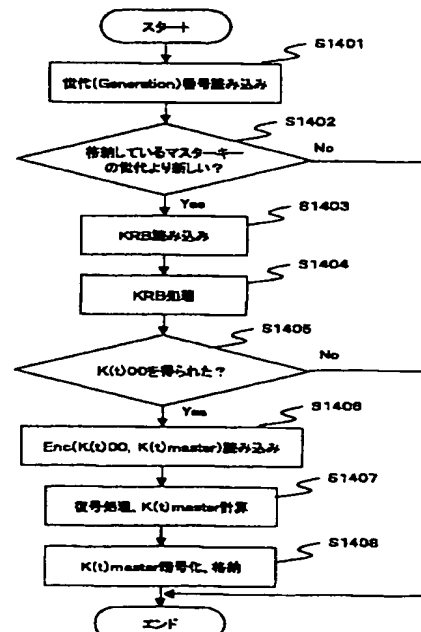 スタート
S1401
世代(Generation)番号読み込み
S1402
格納しているマスターキー
の世代より新しい？
No
Yes
S1403
KRB読み込み
S1404
KRB処理
S1405
K(t)00を得られた？
No
Yes
S1406
Enc(K(t)00, K(t)master)読み込み
S1407
復号処理、K(t)master計算
S1408
K(t)master暗号化、格納
エンド